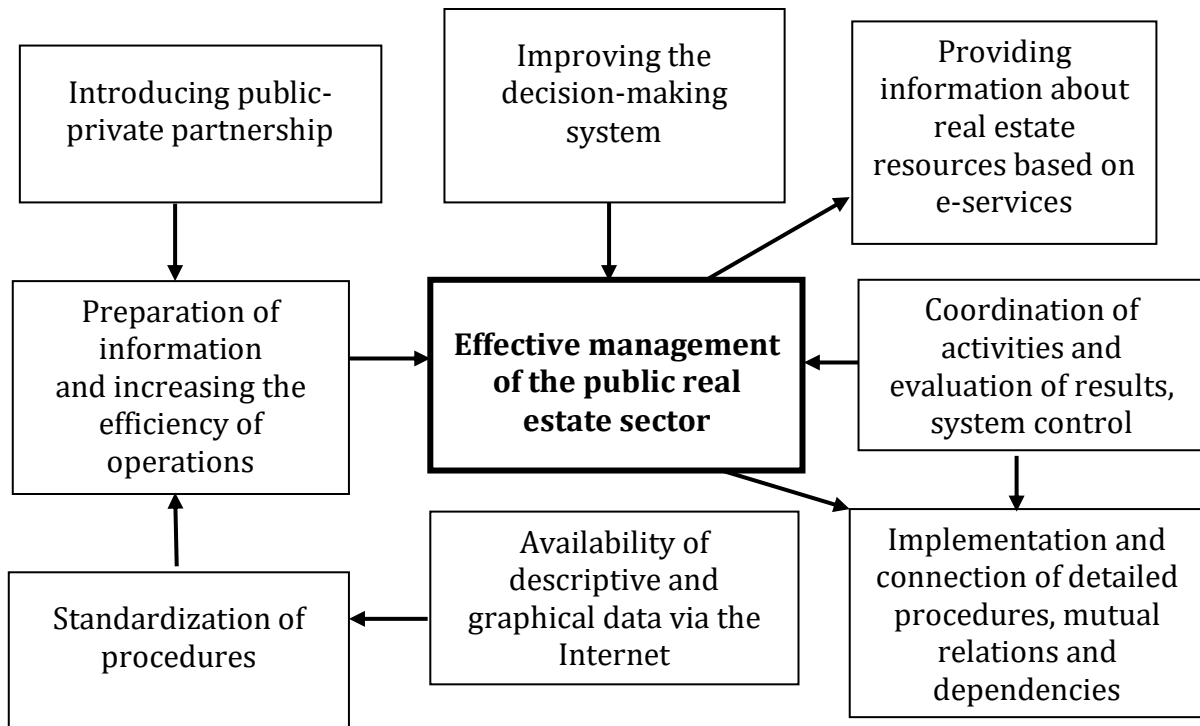 Introducing public-
private partnership
Improving the
decision-making
system
Providing
information about
real estate
resources based on
e-services
Preparation of
information
and increasing the
efficiency of
operations
Effective management
of the public real
estate sector
Coordination of
activities and
evaluation of results,
system control
Standardization of
procedures
Availability of
descriptive and
graphical data via the
Internet
Implementation and
connection of detailed
procedures, mutual
relations and
dependencies